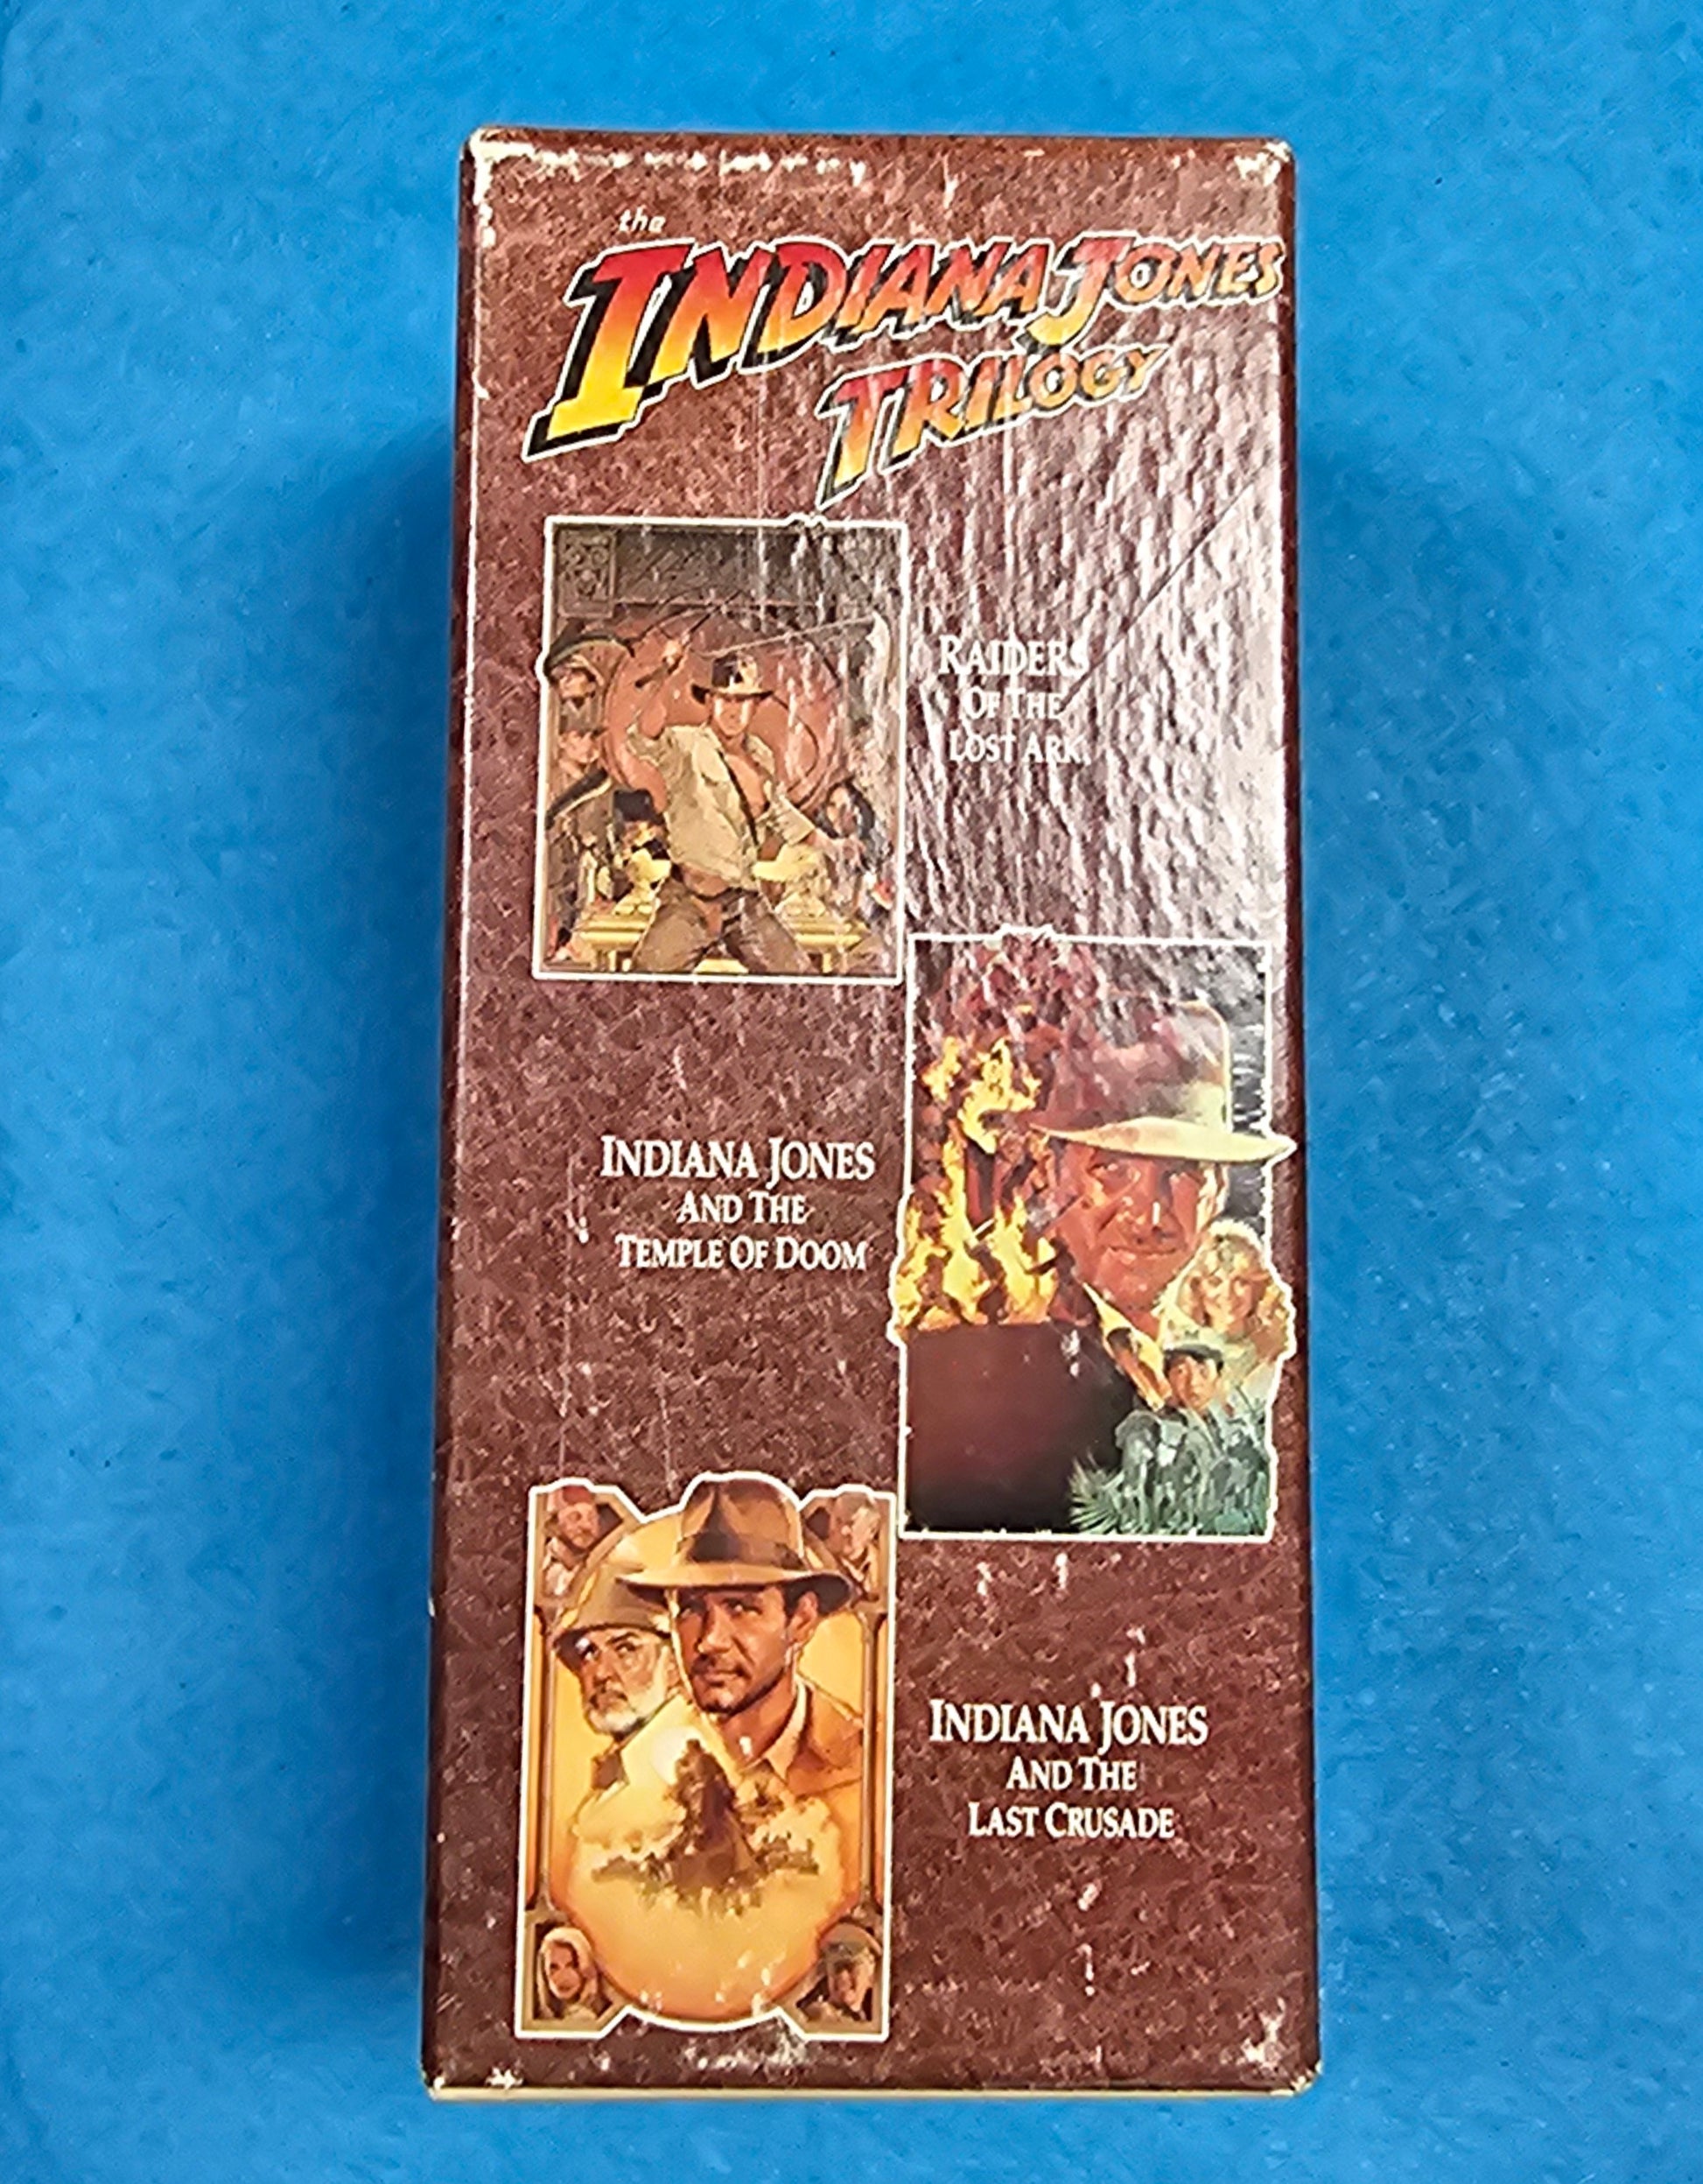 the
INDIANA JONES
TRILOGY
RAIDERS
OF THE
LOST ARK
INDIANA JONES
AND THE
TEMPLE OF DOOM
INDIANA JONES
AND THE
LAST CRUSADE